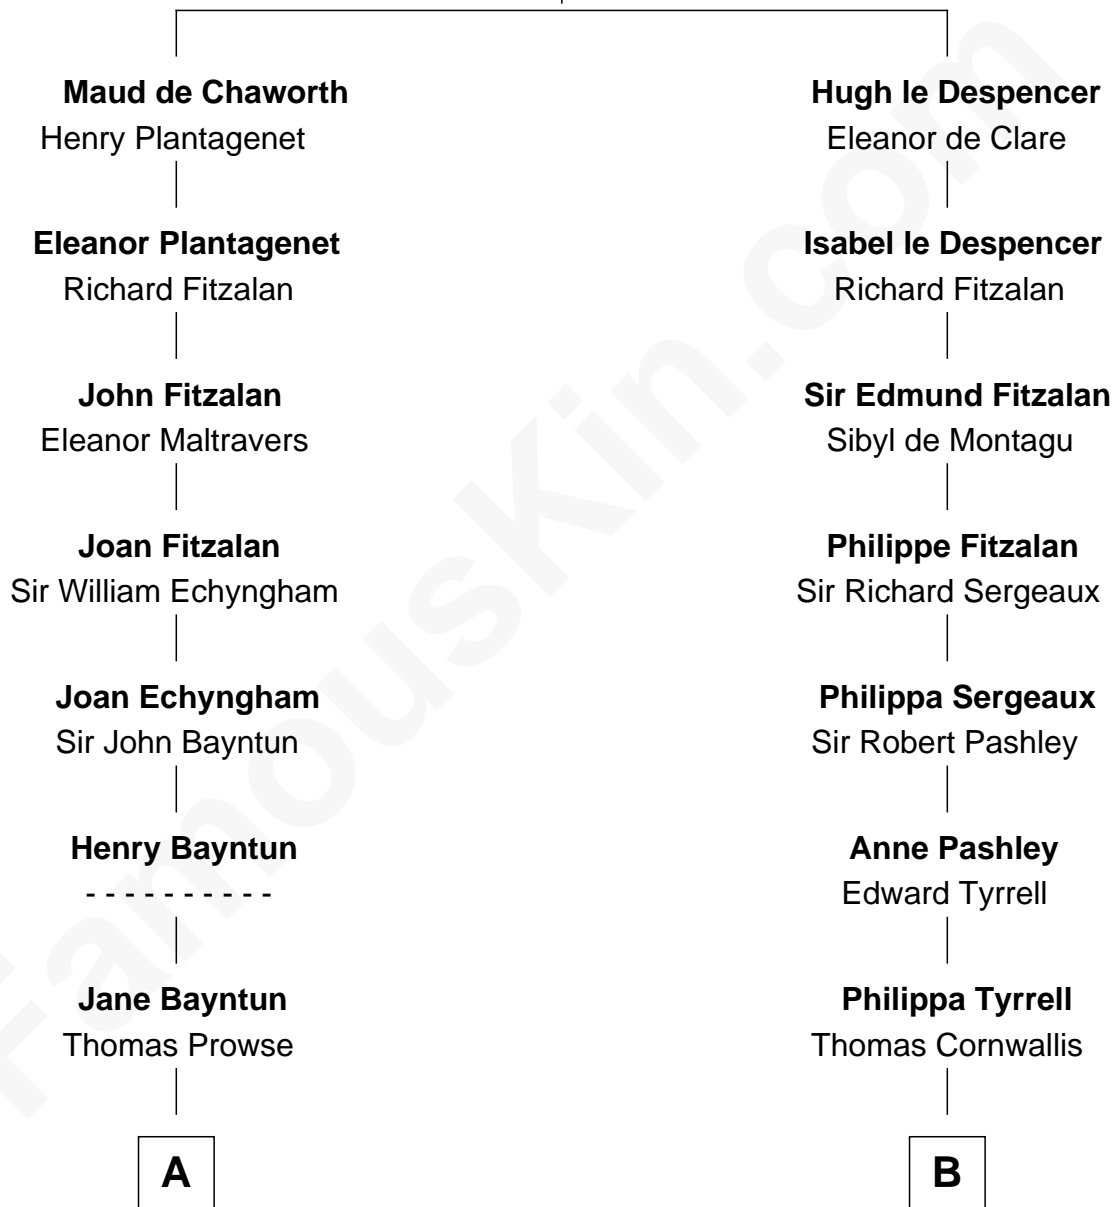 Maud de Chaworth
Henry Plantagenet
Eleanor Plantagenet
Richard Fitzalan
John Fitzalan
Eleanor Maltravers
Joan Fitzalan
Sir William Echyngham
Joan Echyngham
Sir John Bayntun
Henry Bayntun
- - - - - - - - - -
Jane Bayntun
Thomas Prowse
A
Hugh le Despencer
Eleanor de Clare
Isabel le Despencer
Richard Fitzalan
Sir Edmund Fitzalan
Sibyl de Montagu
Philippe Fitzalan
Sir Richard Sergeaux
Philippa Sergeaux
Sir Robert Pashley
Anne Pashley
Edward Tyrrell
Philippa Tyrrell
Thomas Cornwallis
B
FamousKin.com